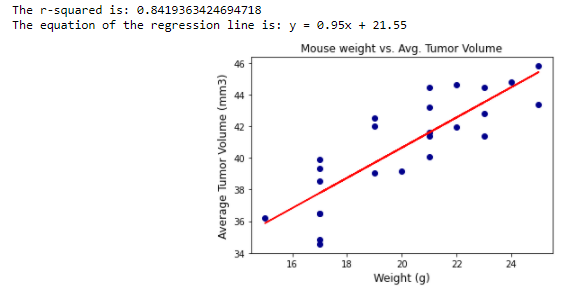 The r-squared is: 0.8419363424694718
The equation of the regression line is: y = 0.95x + 21.55
Mouse weight vs. Avg. Tumor Volume
Average Tumor Volume (mm3)
46
44
42
40
38
36
34
16 18 20 22 24
Weight (g)